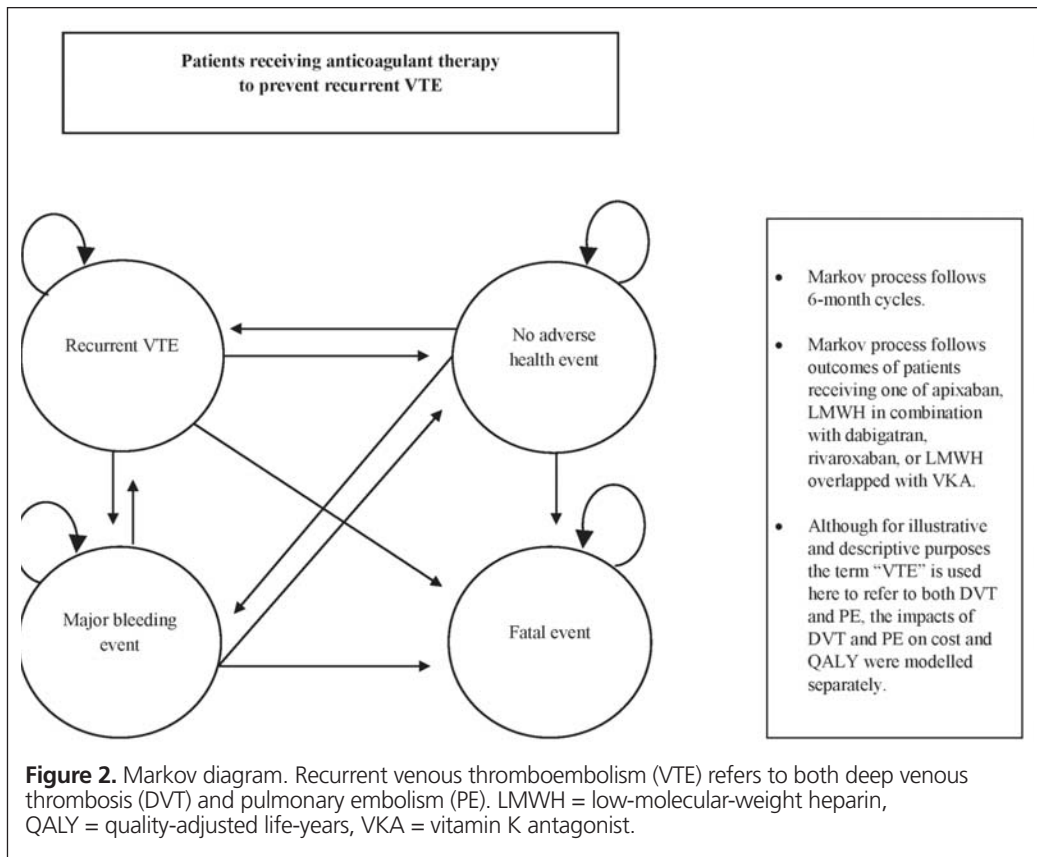 Patients receiving anticoagulant therapy
to prevent recurrent VTE
Recurrent VTE
No adverse
health event
Major bleeding
event
Fatal event
• Markov process follows
6-month cycles.
• Markov process follows
outcomes of patients
receiving one of apixaban,
LMWH in combination
with dabigatran,
rivaroxaban, or LMWH
overlapped with VKA.
• Although for illustrative
and descriptive purposes
the term “VTE” is used
here to refer to both DVT
and PE, the impacts of
DVT and PE on cost and
QALY were modelled
separately.
Figure 2. Markov diagram. Recurrent venous thromboembolism (VTE) refers to both deep venous
thrombosis (DVT) and pulmonary embolism (PE). LMWH = low-molecular-weight heparin,
QALY = quality-adjusted life-years, VKA = vitamin K antagonist.